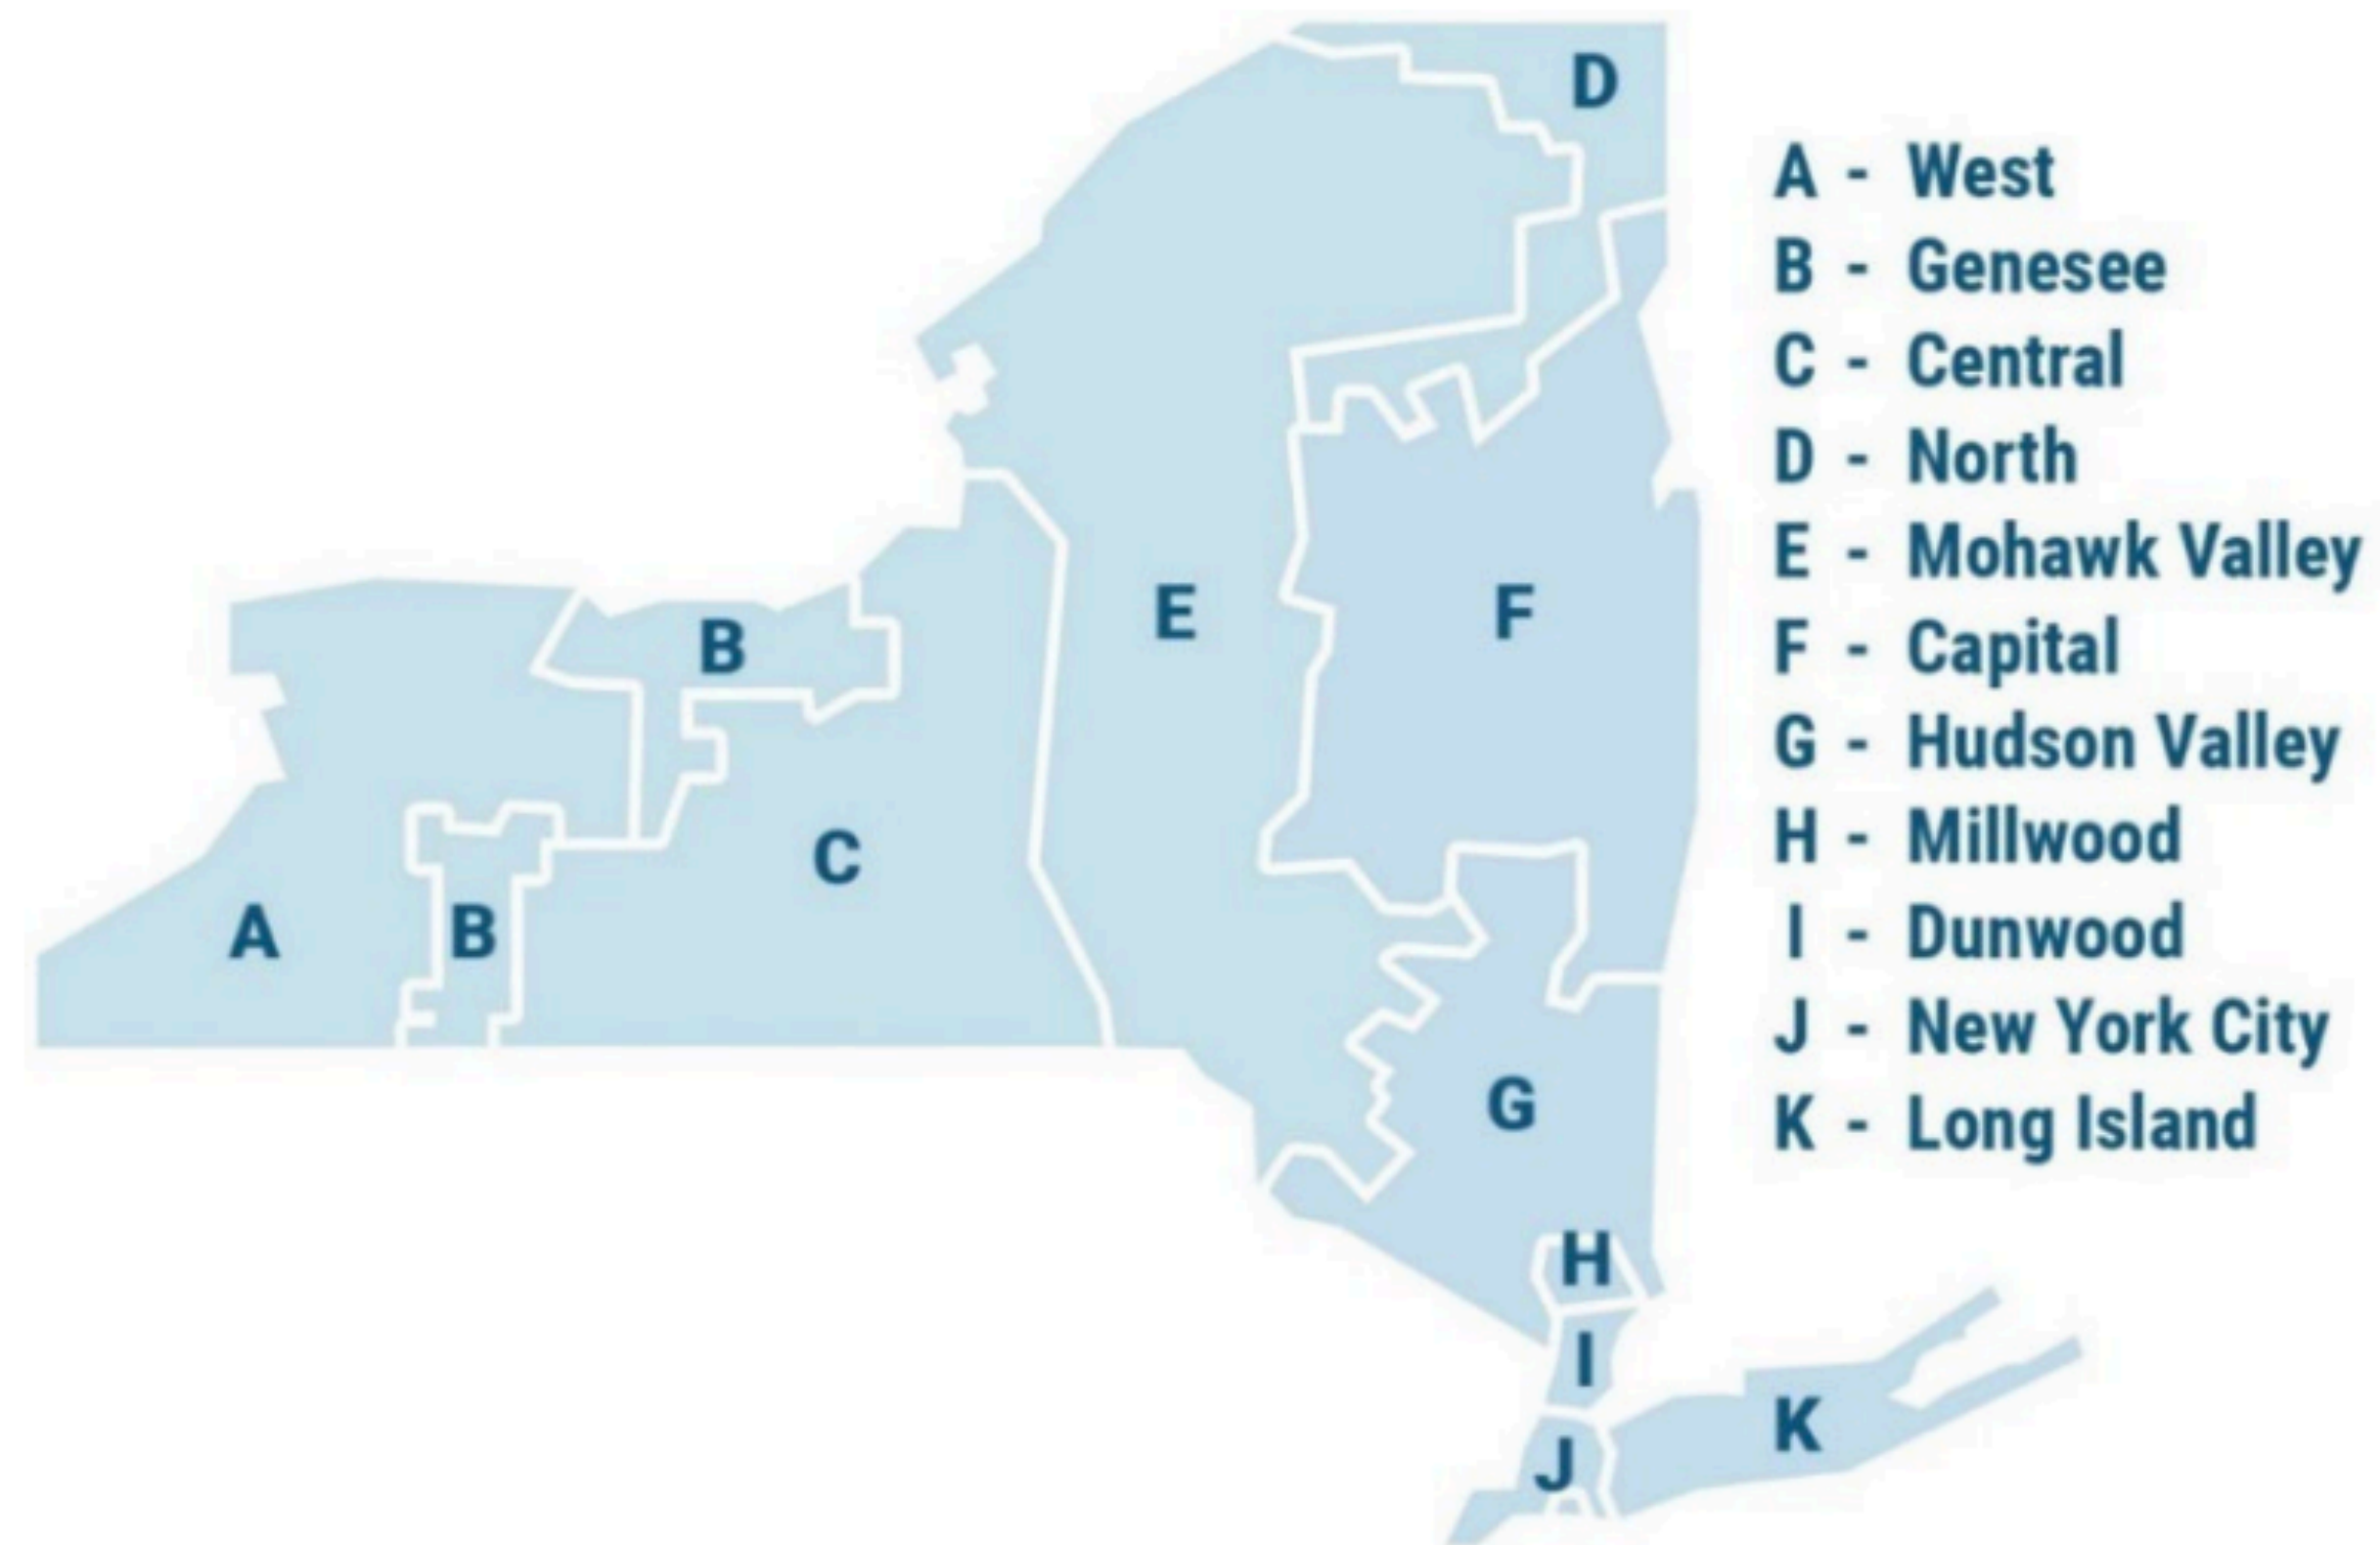 D
A - West
B - Genesee
C - Central
D - North
E - Mohawk Valley
F - Capital
G - Hudson Valley
H - Millwood
I - Dunwood
J - New York City
K - Long Island
E
F
B
C
A
B
G
H
I
K
J